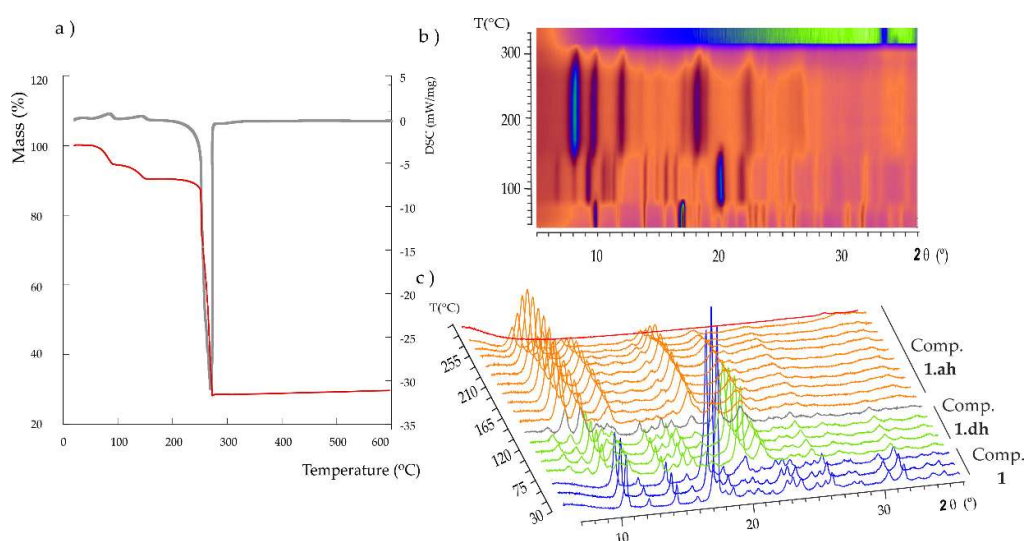 a )
Mass (%)
120
100
80
60
40
20
5
0
-5
-10
-15
-20
-25
-30
-35
DSC (mW/mg)
0
100
200
300
400
500
600
Temperature (ºC)
b )
T(°C)
300
200
100
10
20
30
2 θ (°)
c )
T(°C)
255
210
165
120
75
30
10
20
30
2 θ (°)
Comp.
1.ah
Comp.
1.dh
Comp.
1